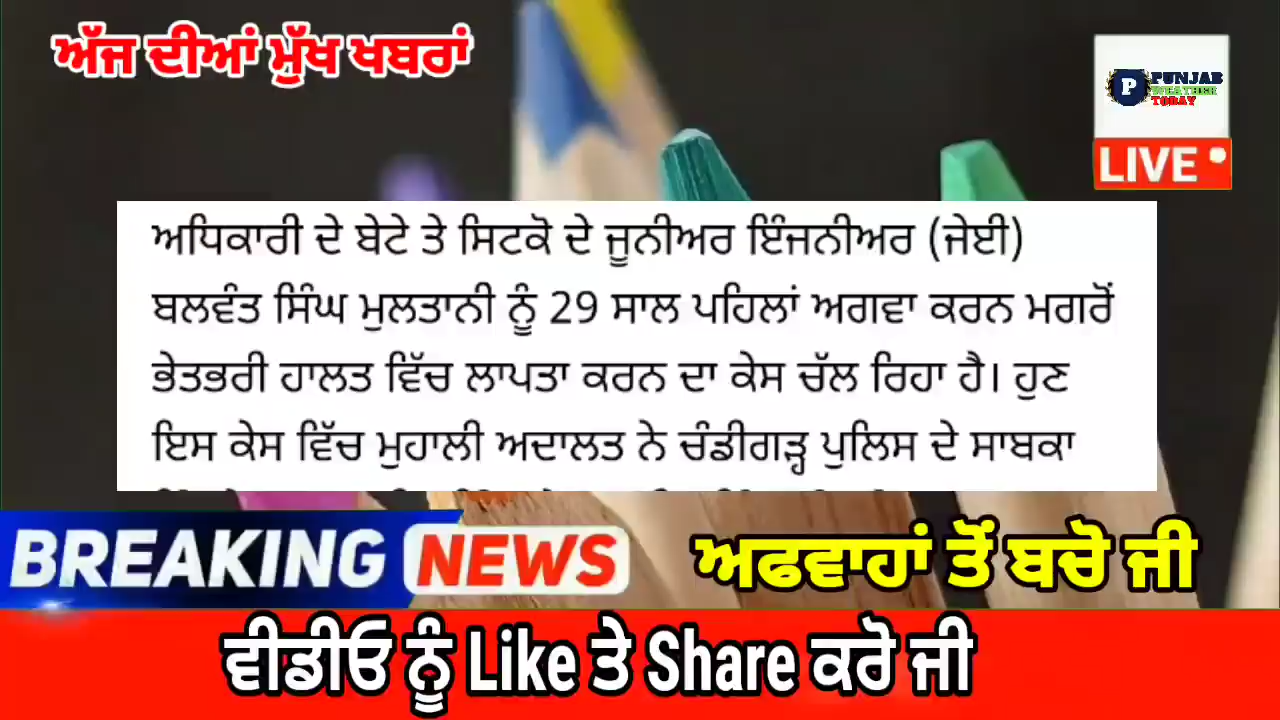 ਅੱਜ ਦੀਆਂ ਮੁੱਖ ਖਬਰਾਂ
PUNJAB
WEATHER
TODAY
P
LIVE
ਅਧਿਕਾਰੀ ਦੇ ਬੇਟੇ ਤੇ ਸਿਟਕੋ ਦੇ ਜੂਨੀਅਰ ਇੰਜਨੀਅਰ (ਜੇਈ)
ਬਲਵੰਤ ਸਿੰਘ ਮੁਲਤਾਨੀ ਨੂੰ 29 ਸਾਲ ਪਹਿਲਾਂ ਅਗਵਾ ਕਰਨ ਮਗਰੋਂ
ਭੇਤਭਰੀ ਹਾਲਤ ਵਿੱਚ ਲਾਪਤਾ ਕਰਨ ਦਾ ਕੇਸ ਚੱਲ ਰਿਹਾ ਹੈ। ਹੁਣ
ਇਸ ਕੇਸ ਵਿੱਚ ਮੁਹਾਲੀ ਅਦਾਲਤ ਨੇ ਚੰਡੀਗੜ੍ਹ ਪੁਲਿਸ ਦੇ ਸਾਬਕਾ
BREAKING NEWS
ਅਫਵਾਹਾਂ ਤੋਂ ਬਚੋ ਜੀ
ਵੀਡੀਓ ਨੂੰ Like ਤੇ Share ਕਰੋ ਜੀ